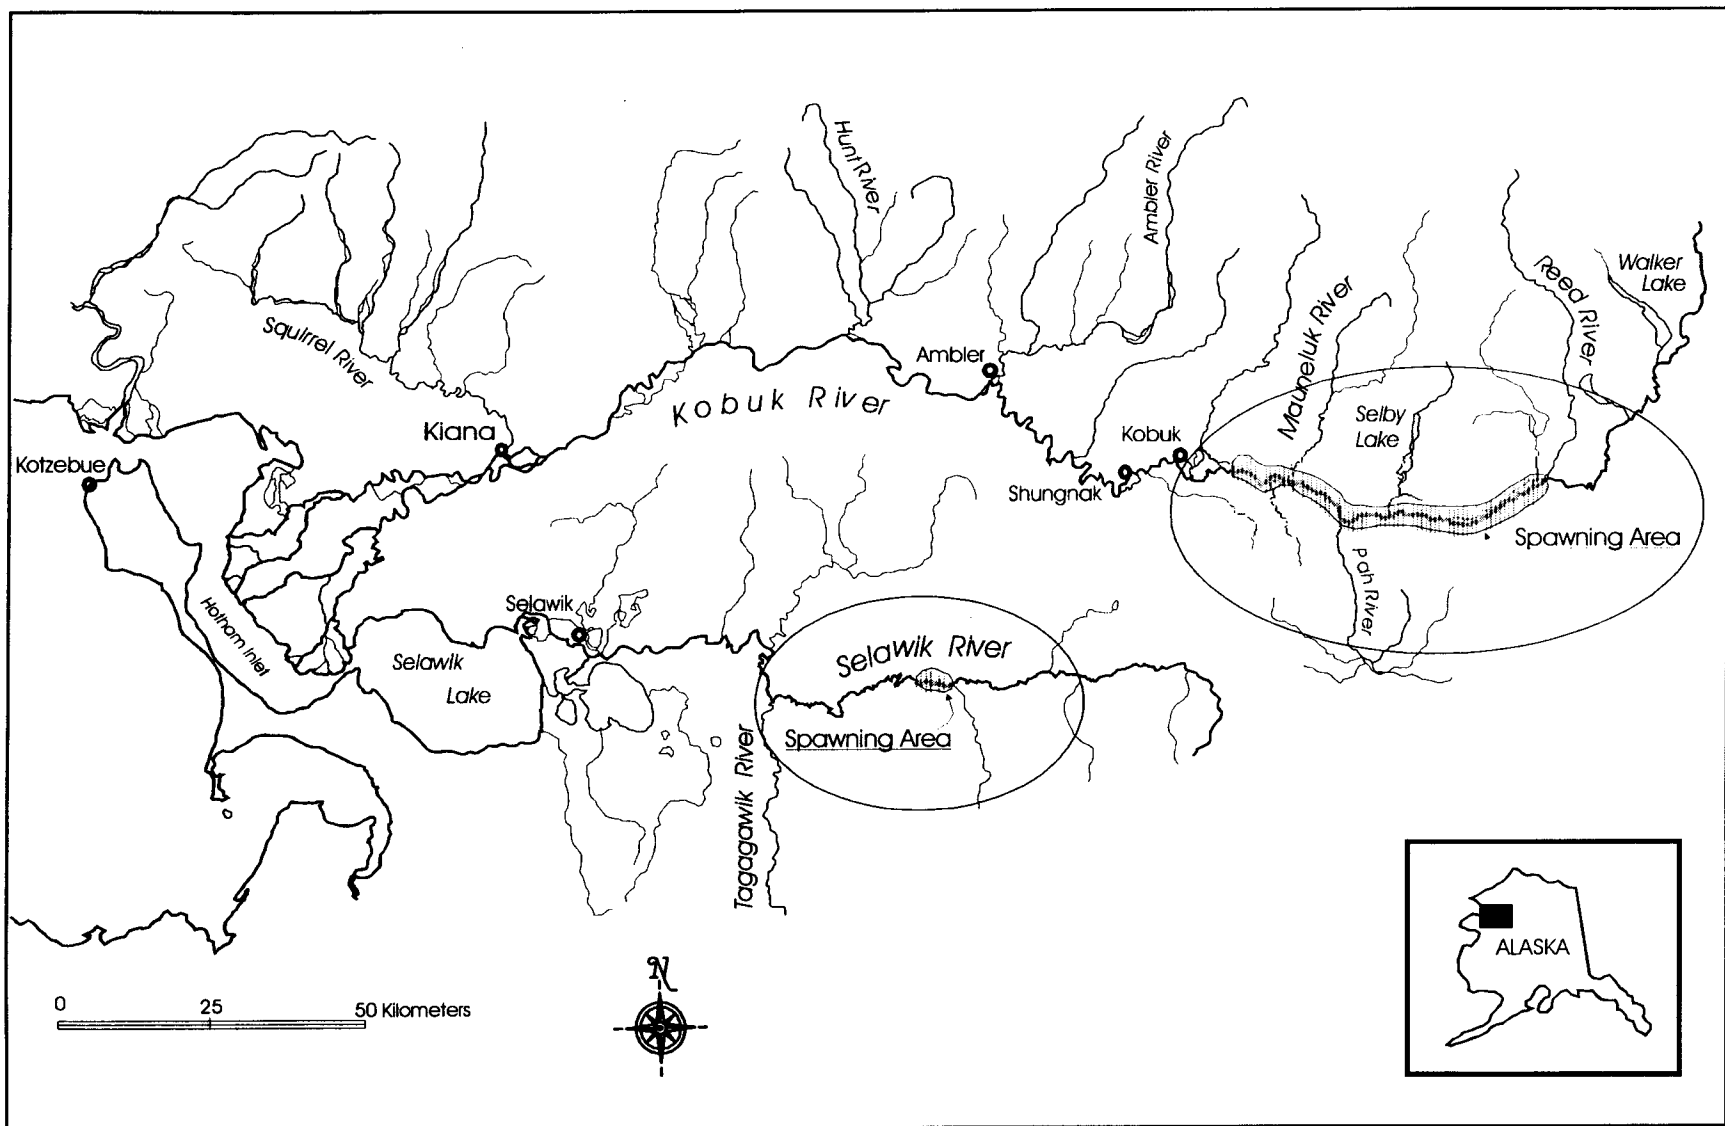 Hunt River
Ambler River
Reed River
Walker
Lake
Mauneluk River
Squirrel River
Ambler
Kobuk River
Selby
Lake
Kiana
Kobuk
Kotzebue
Shungnak
Spawning Area
Pah River
Hotham Inlet
Selawik
Selawik River
Selawik
Lake
Spawning Area
Tagagawik River
ALASKA
N
0 25 50 Kilometers